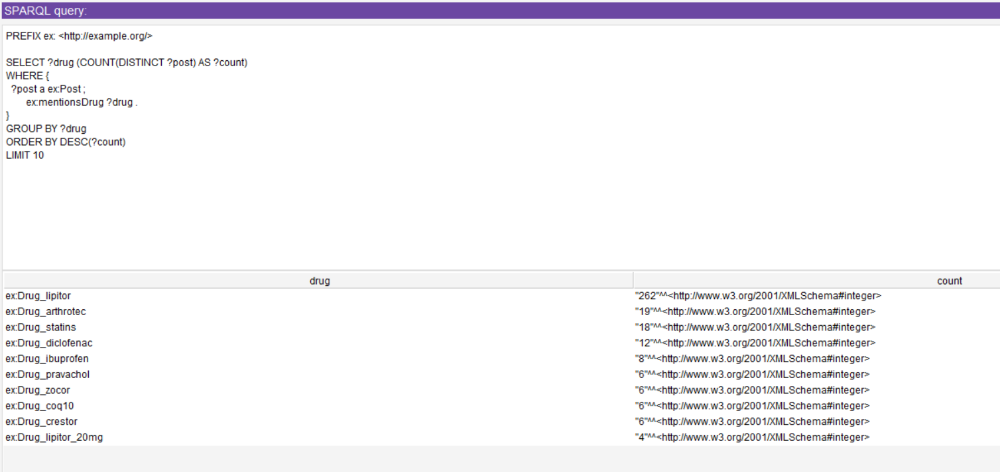 SPARQL query:
PREFIX ex: <http://example.org/>
SELECT ?drug (COUNT(DISTINCT ?post) AS ?count)
WHERE {
?post a ex:Post ;
ex:mentionsDrug ?drug .
}
GROUP BY ?drug
ORDER BY DESC(?count)
LIMIT 10
drug count
ex:Drug_lipitor "262"^^<http://www.w3.org/2001/XMLSchema#integer>
ex:Drug_arthrotec "19"^^<http://www.w3.org/2001/XMLSchema#integer>
ex:Drug_statins "18"^^<http://www.w3.org/2001/XMLSchema#integer>
ex:Drug_diclofenac "12"^^<http://www.w3.org/2001/XMLSchema#integer>
ex:Drug_ibuprofen "8"^^<http://www.w3.org/2001/XMLSchema#integer>
ex:Drug_pravachol "6"^^<http://www.w3.org/2001/XMLSchema#integer>
ex:Drug_zocor "6"^^<http://www.w3.org/2001/XMLSchema#integer>
ex:Drug_coq10 "6"^^<http://www.w3.org/2001/XMLSchema#integer>
ex:Drug_crestor "6"^^<http://www.w3.org/2001/XMLSchema#integer>
ex:Drug_lipitor_20mg "4"^^<http://www.w3.org/2001/XMLSchema#integer>